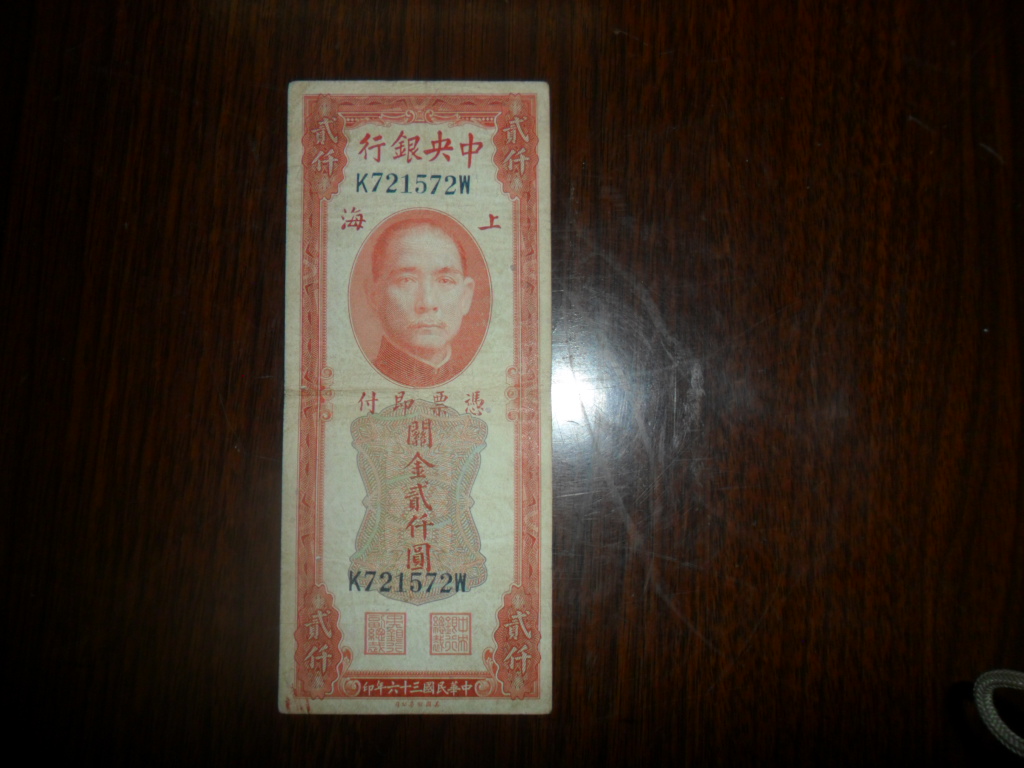 貳仟 貳仟
中央銀行
K721572W
上海
憑票即付
關金貳仟圓
K721572W
貳仟 貳仟
中華民國三十六年印